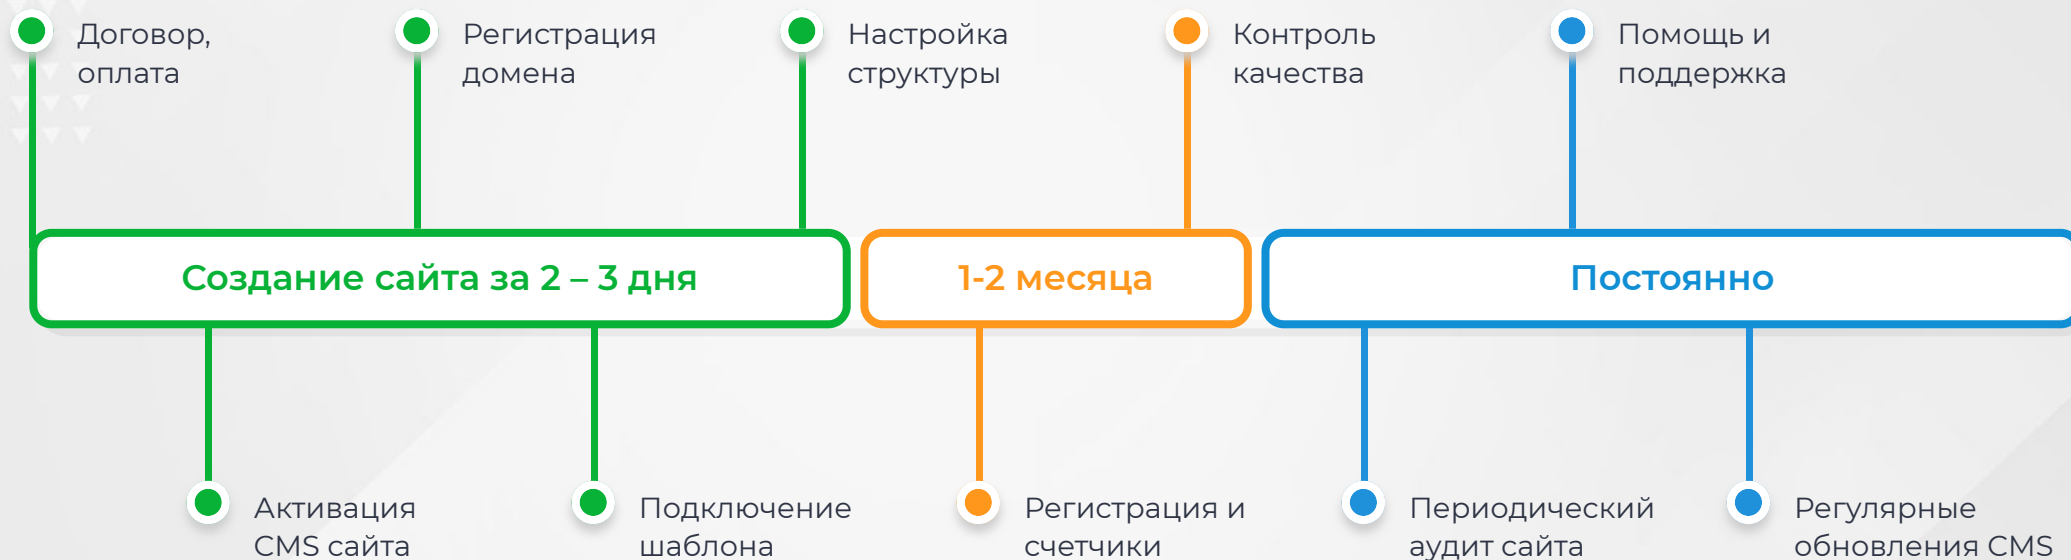 Договор,
оплата
Регистрация
домена
Настройка
структуры
Контроль
качества
Помощь и
поддержка
Создание сайта за 2 – 3 дня
1-2 месяца
Постоянно
Активация
CMS сайта
Подключение
шаблона
Регистрация и
счетчики
Периодический
аудит сайта
Регулярные
обновления CMS